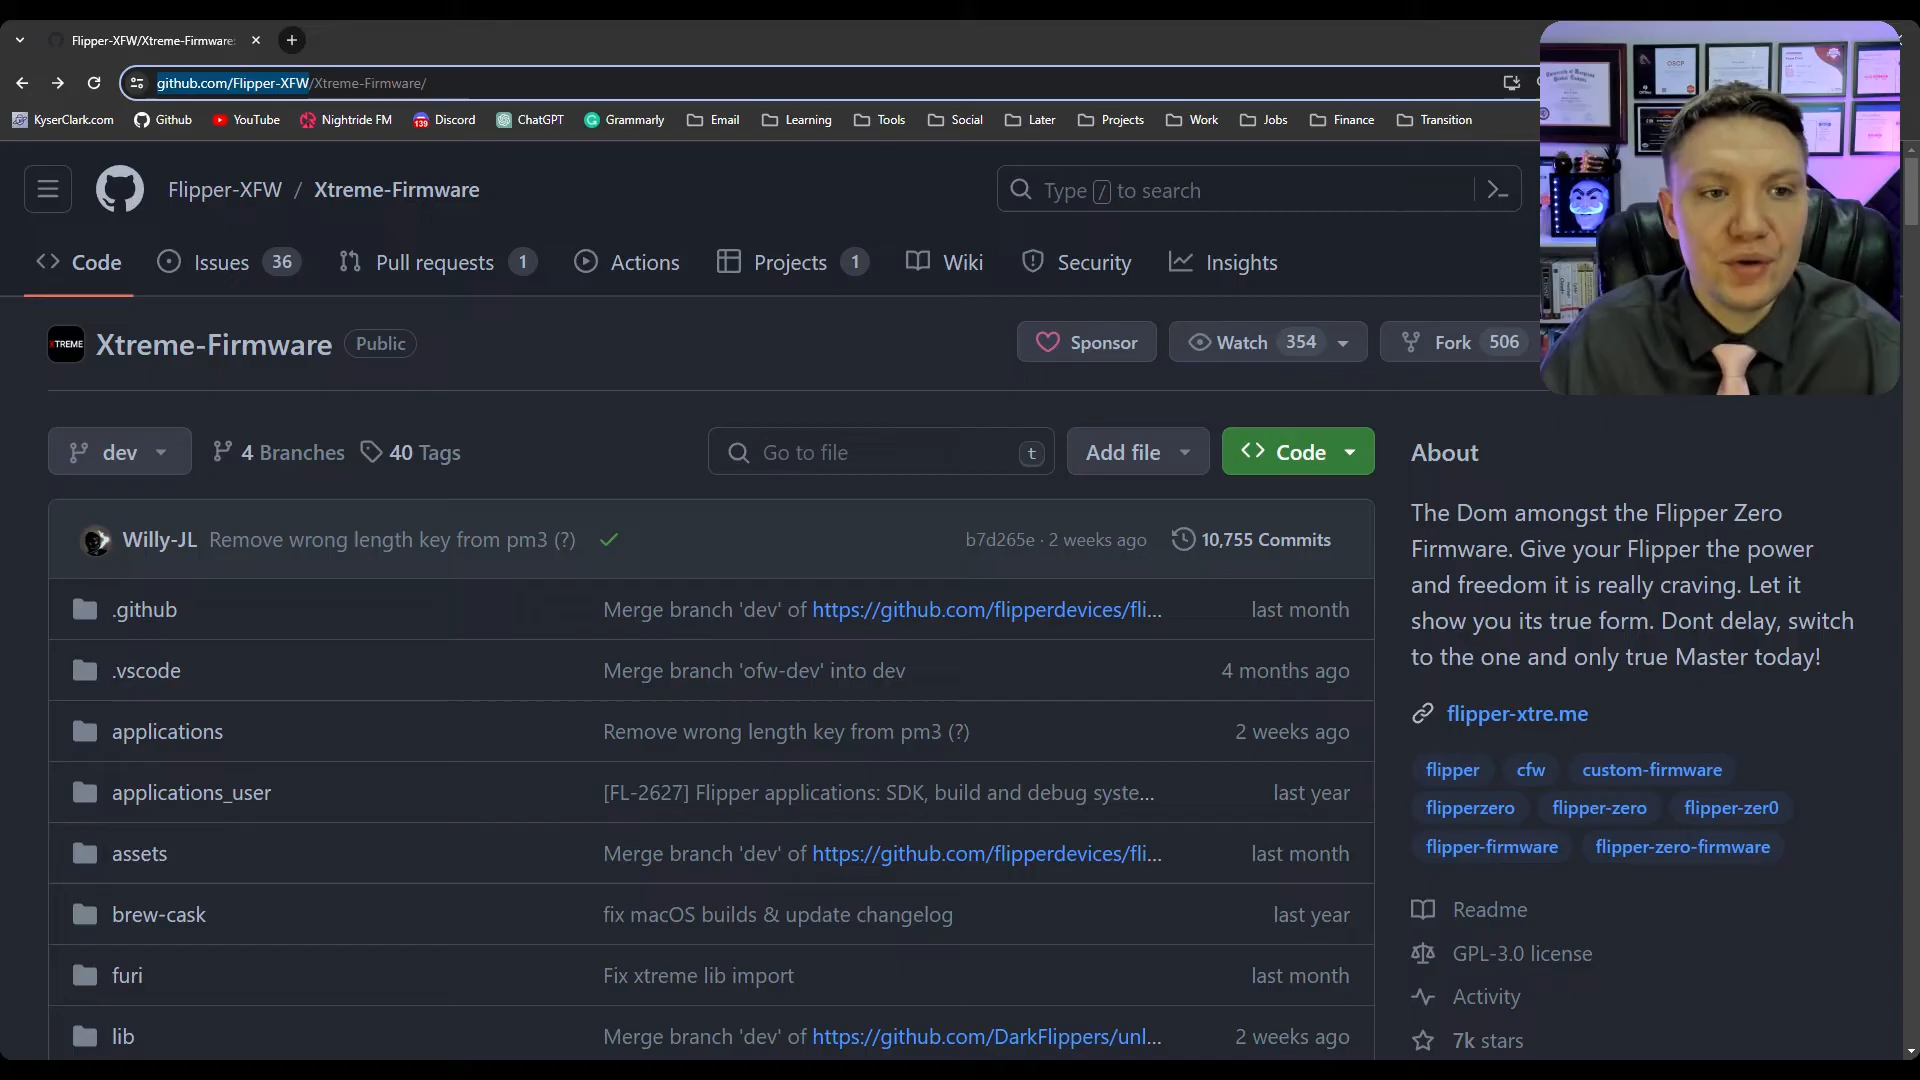 Flipper-XFW/Xtreme-Firmware:
github.com/Flipper-XFW/Xtreme-Firmware/
KyserClark.com
Github
YouTube
Nightride FM
139
Discord
ChatGPT
Grammarly
Email
Learning
Tools
Social
Later
Projects
Work
Jobs
Finance
Transition
Flipper-XFW / Xtreme-Firmware
Type / to search
Code
Issues 36
Pull requests 1
Actions
Projects 1
Wiki
Security
Insights
XTREME
Xtreme-Firmware
Public
Sponsor
Watch 354
Fork 506
dev
4 Branches
40 Tags
Go to file
t
Add file
Code
Willy-JL Remove wrong length key from pm3 (?)
b7d265e · 2 weeks ago
10,755 Commits
.github
Merge branch 'dev' of https://github.com/flipperdevices/fli...
last month
.vscode
Merge branch 'ofw-dev' into dev
4 months ago
applications
Remove wrong length key from pm3 (?)
2 weeks ago
applications_user
[FL-2627] Flipper applications: SDK, build and debug syste...
last year
assets
Merge branch 'dev' of https://github.com/flipperdevices/fli...
last month
brew-cask
fix macOS builds & update changelog
last year
furi
Fix xtreme lib import
last month
lib
Merge branch 'dev' of https://github.com/DarkFlippers/unl...
2 weeks ago
About
The Dom amongst the Flipper Zero
Firmware. Give your Flipper the power
and freedom it is really craving. Let it
show you its true form. Dont delay, switch
to the one and only true Master today!
flipper-xtre.me
flipper
cfw
custom-firmware
flipperzero
flipper-zero
flipper-zer0
flipper-firmware
flipper-zero-firmware
Readme
GPL-3.0 license
Activity
7k stars
OSCP